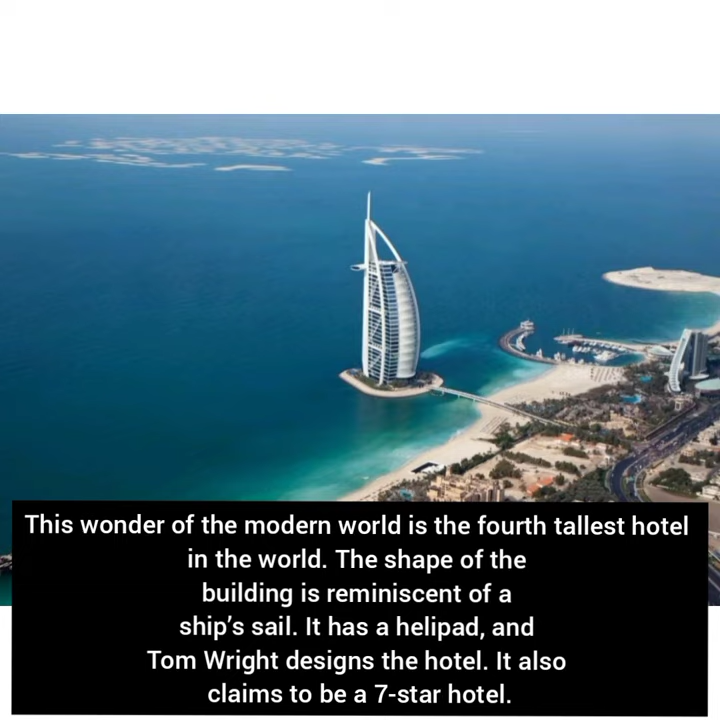 This wonder of the modern world is the fourth tallest hotel
in the world. The shape of the
building is reminiscent of a
ship's sail. It has a helipad, and
Tom Wright designs the hotel. It also
claims to be a 7-star hotel.